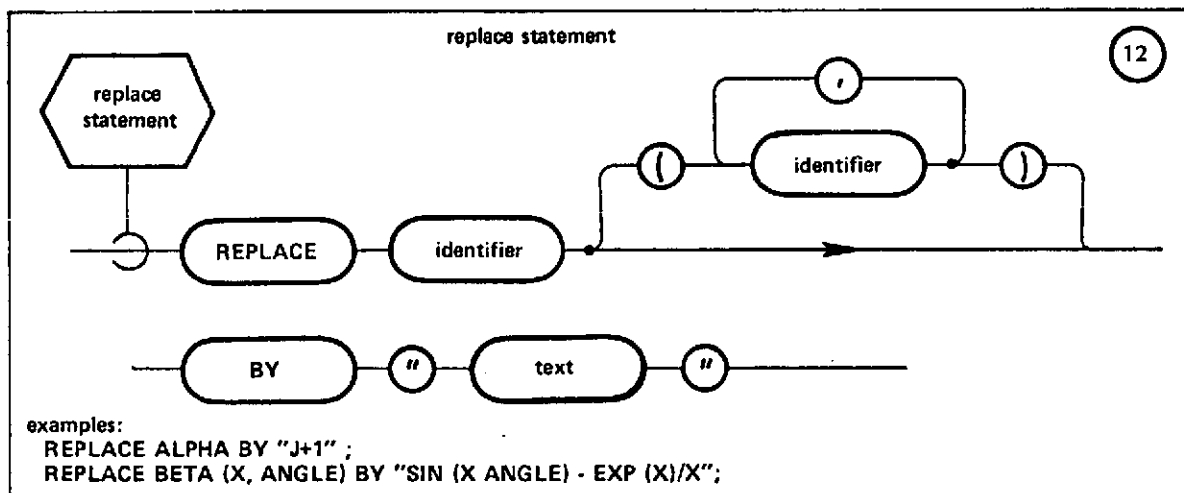 replace statement
12
replace
statement
,
( identifier )
REPLACE identifier
BY " text "
examples:
REPLACE ALPHA BY "J+1" ;
REPLACE BETA (X, ANGLE) BY "SIN (X ANGLE) - EXP (X)/X";